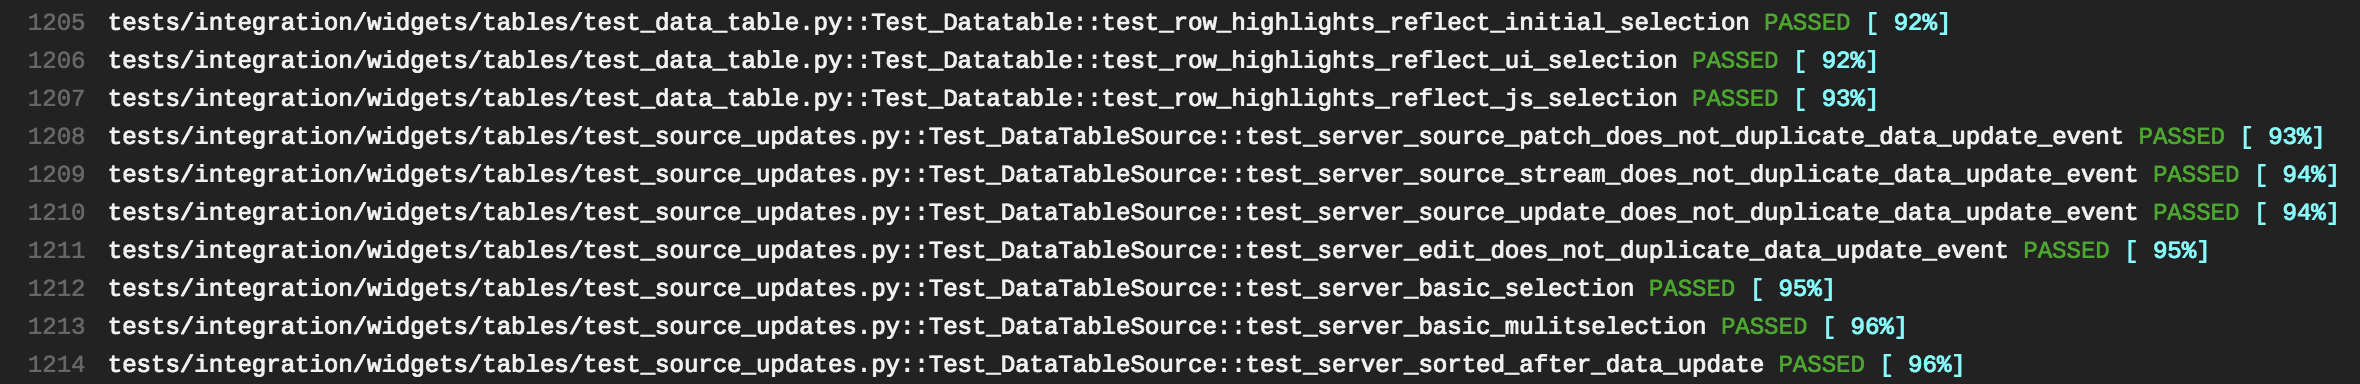 1205 tests/integration/widgets/tables/test_data_table.py::Test_Datatable::test_row_highlights_reflect_initial_selection PASSED [ 92%]
1206 tests/integration/widgets/tables/test_data_table.py::Test_Datatable::test_row_highlights_reflect_ui_selection PASSED [ 92%]
1207 tests/integration/widgets/tables/test_data_table.py::Test_Datatable::test_row_highlights_reflect_js_selection PASSED [ 93%]
1208 tests/integration/widgets/tables/test_source_updates.py::Test_DataTableSource::test_server_source_patch_does_not_duplicate_data_update_event PASSED [ 93%]
1209 tests/integration/widgets/tables/test_source_updates.py::Test_DataTableSource::test_server_source_stream_does_not_duplicate_data_update_event PASSED [ 94%]
1210 tests/integration/widgets/tables/test_source_updates.py::Test_DataTableSource::test_server_source_update_does_not_duplicate_data_update_event PASSED [ 94%]
1211 tests/integration/widgets/tables/test_source_updates.py::Test_DataTableSource::test_server_edit_does_not_duplicate_data_update_event PASSED [ 95%]
1212 tests/integration/widgets/tables/test_source_updates.py::Test_DataTableSource::test_server_basic_selection PASSED [ 95%]
1213 tests/integration/widgets/tables/test_source_updates.py::Test_DataTableSource::test_server_basic_mulitselection PASSED [ 96%]
1214 tests/integration/widgets/tables/test_source_updates.py::Test_DataTableSource::test_server_sorted_after_data_update PASSED [ 96%]